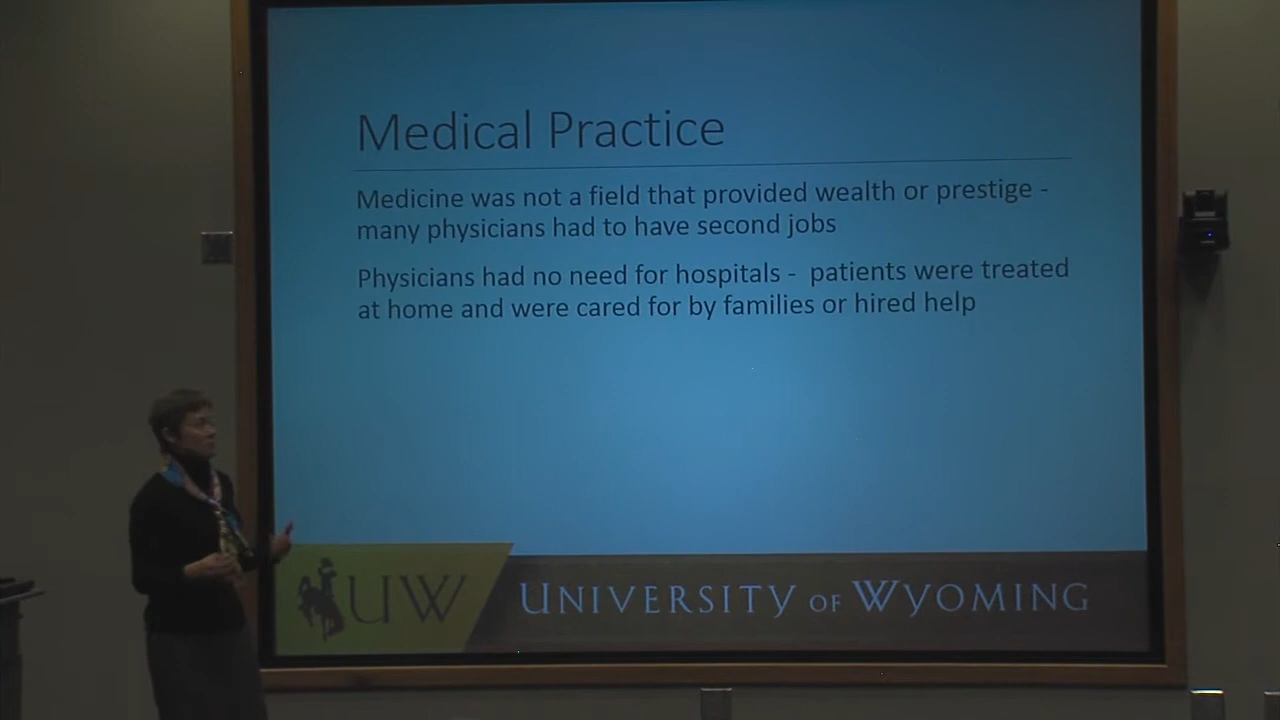 Medical Practice
Medicine was not a field that provided wealth or prestige -
many physicians had to have second jobs
Physicians had no need for hospitals - patients were treated
at home and were cared for by families or hired help
UW UNIVERSITY OF WYOMING